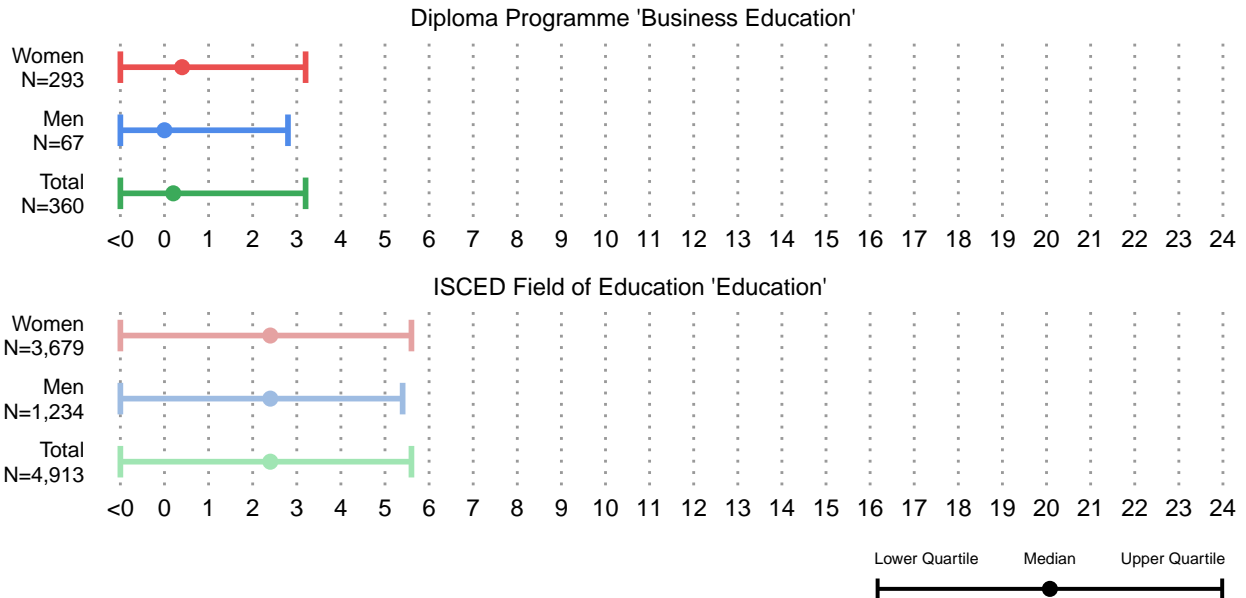 Diploma Programme 'Business Education'
Women
N=293
Men
N=67
Total
N=360
<0 0 1 2 3 4 5 6 7 8 9 10 11 12 13 14 15 16 17 18 19 20 21 22 23 24
ISCED Field of Education 'Education'
Women
N=3,679
Men
N=1,234
Total
N=4,913
<0 0 1 2 3 4 5 6 7 8 9 10 11 12 13 14 15 16 17 18 19 20 21 22 23 24
Lower Quartile Median Upper Quartile